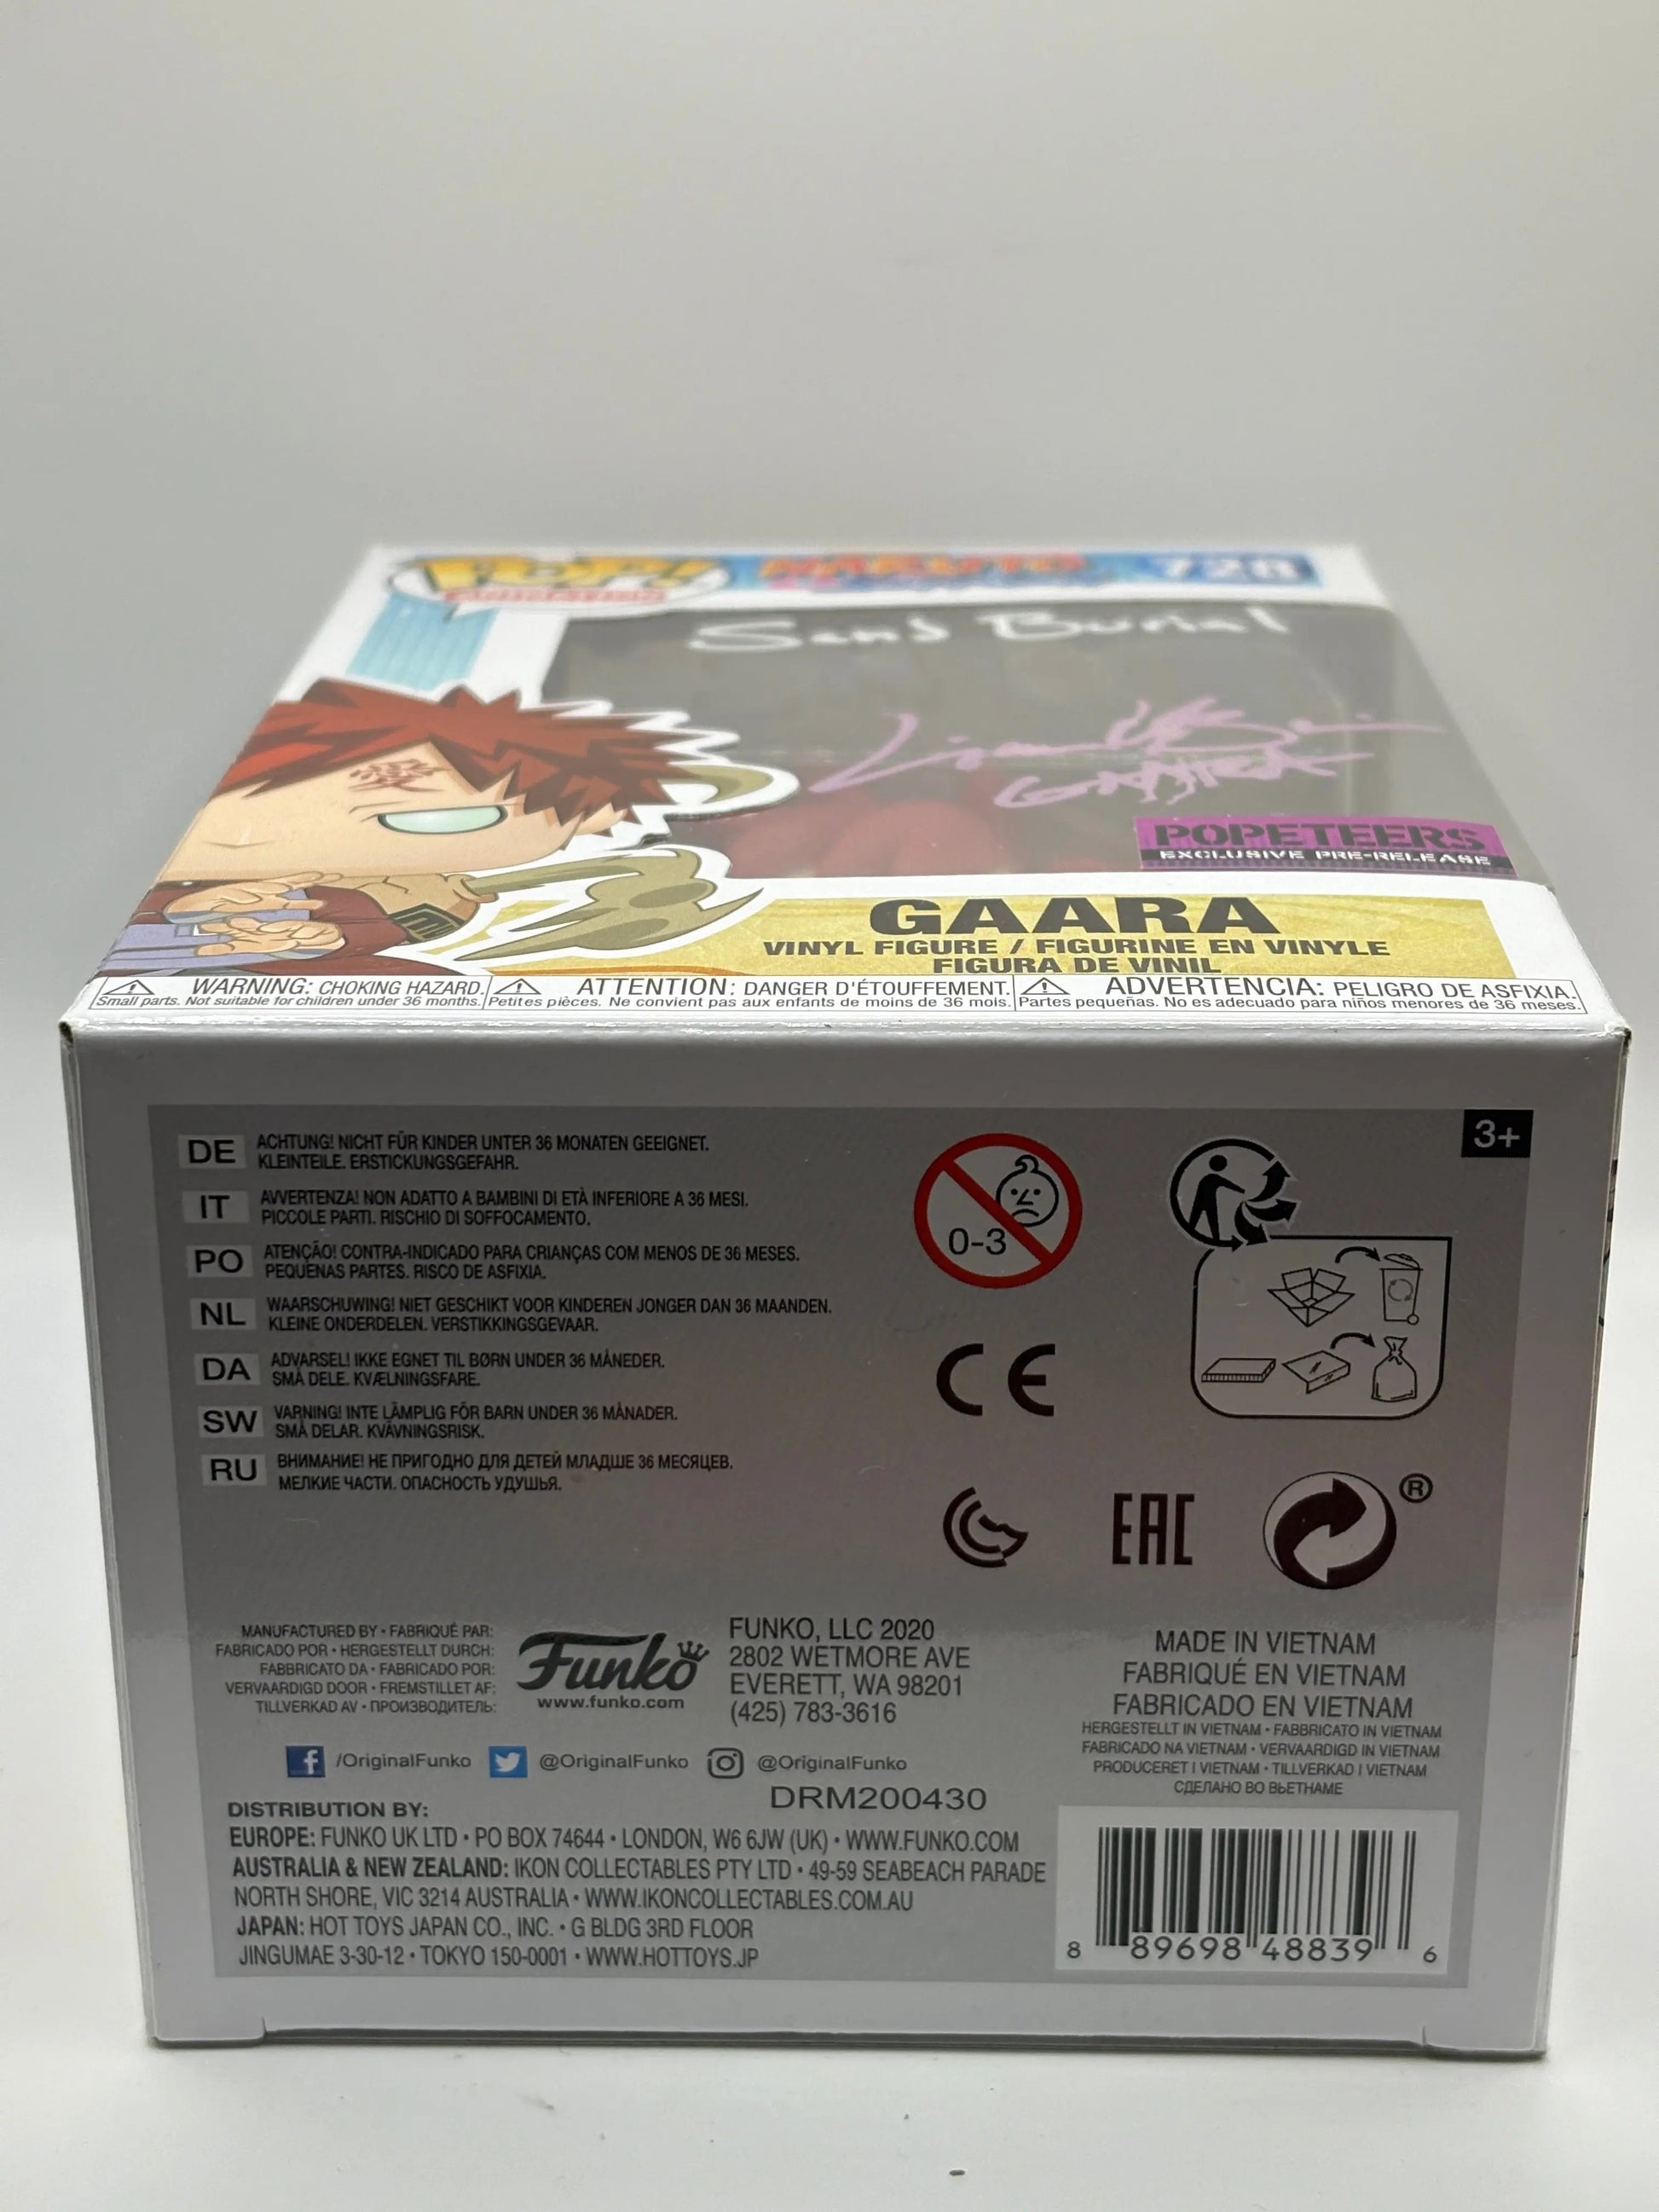 POP!
ANIMATION
NARUTO
728
Sand Burial
愛
GAARA
POPETEERS
EXCLUSIVE PRE-RELEASE
GAARA
VINYL FIGURE / FIGURINE EN VINYLE
FIGURA DE VINIL
WARNING: CHOKING HAZARD.
Small parts. Not suitable for children under 36 months.
ATTENTION: DANGER D'ÉTOUFFEMENT.
Petites pièces. Ne convient pas aux enfants de moins de 36 mois.
ADVERTENCIA: PELIGRO DE ASFIXIA.
Partes pequeñas. No es adecuado para niños menores de 36 meses.
3+
DE ACHTUNG! NICHT FÜR KINDER UNTER 36 MONATEN GEEIGNET.
KLEINTEILE. ERSTICKUNGSGEFAHR.
IT AVVERTENZA! NON ADATTO A BAMBINI DI ETÀ INFERIORE A 36 MESI.
PICCOLE PARTI. RISCHIO DI SOFFOCAMENTO.
PO ATENÇÃO! CONTRA-INDICADO PARA CRIANÇAS COM MENOS DE 36 MESES.
PEQUENAS PARTES. RISCO DE ASFIXIA.
NL WAARSCHUWING! NIET GESCHIKT VOOR KINDEREN JONGER DAN 36 MAANDEN.
KLEINE ONDERDELEN. VERSTIKKINGSGEVAAR.
DA ADVARSEL! IKKE EGNET TIL BØRN UNDER 36 MÅNEDER.
SMÅ DELE. KVÆLNINGSFARE.
SW VARNING! INTE LÄMPLIG FÖR BARN UNDER 36 MÅNADER.
SMÅ DELAR. KVÄVNINGSRISK.
RU ВНИМАНИЕ! НЕ ПРИГОДНО ДЛЯ ДЕТЕЙ МЛАДШЕ 36 МЕСЯЦЕВ.
МЕЛКИЕ ЧАСТИ. ОПАСНОСТЬ УДУШЬЯ.
0-3
CE
EAC
®
MANUFACTURED BY • FABRIQUÉ PAR:
FABRICADO POR • HERGESTELLT DURCH:
FABBRICATO DA • FABRICADO POR:
VERVAARDIGD DOOR • FREMSTILLET AF:
TILLVERKAD AV • ПРОИЗВОДИТЕЛЬ:
Funko
www.funko.com
FUNKO, LLC 2020
2802 WETMORE AVE
EVERETT, WA 98201
(425) 783-3616
MADE IN VIETNAM
FABRIQUÉ EN VIETNAM
FABRICADO EN VIETNAM
HERGESTELLT IN VIETNAM • FABBRICATO IN VIETNAM
FABRICADO NA VIETNAM • VERVAARDIGD IN VIETNAM
PRODUCERET I VIETNAM • TILLVERKAD I VIETNAM
СДЕЛАНО ВО ВЬЕТНАМЕ
/OriginalFunko @OriginalFunko @OriginalFunko
DRM200430
DISTRIBUTION BY:
EUROPE: FUNKO UK LTD • PO BOX 74644 • LONDON, W6 6JW (UK) • WWW.FUNKO.COM
AUSTRALIA & NEW ZEALAND: IKON COLLECTABLES PTY LTD • 49-59 SEABEACH PARADE
NORTH SHORE, VIC 3214 AUSTRALIA • WWW.IKONCOLLECTABLES.COM.AU
JAPAN: HOT TOYS JAPAN CO., INC. • G BLDG 3RD FLOOR
JINGUMAE 3-30-12 • TOKYO 150-0001 • WWW.HOTTOYS.JP
8 89698 48839 6